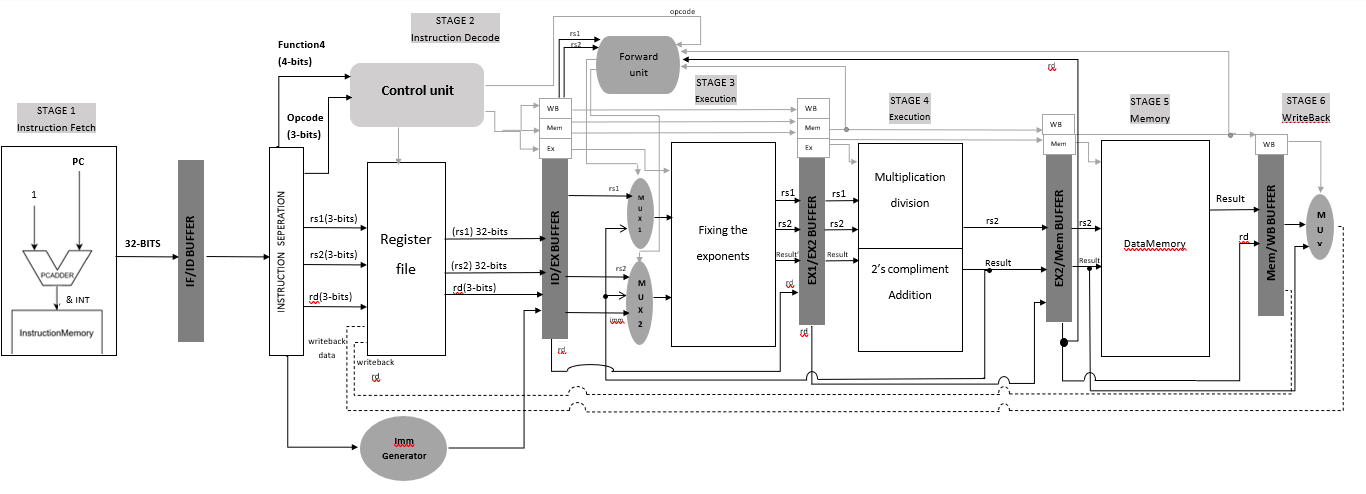 opcode
STAGE 2
Instruction Decode
rs1
rs2
Function4
(4-bits)
Forward
unit
rd
STAGE 3
Execution
Control unit
STAGE 1
Instruction Fetch
Opcode
(3-bits)
WB
Mem
Ex
WB
Mem
Ex
STAGE 4
Execution
STAGE 5
Memory
STAGE 6
WriteBack
WB
Mem
WB
PC
1
PCADDER
& INT
InstructionMemory
32-BITS
IF/ID BUFFER
INSTRUCTION SEPERATION
rs1(3-bits)
rs2(3-bits)
rd(3-bits)
Register
file
(rs1) 32-bits
(rs2) 32-bits
rd(3-bits)
ID/EX BUFFER
rs1
MUX1
rs2
imm
MUX2
rd
Fixing the
exponents
rs1
rs2
Result
rd
EX1/EX2 BUFFER
rd
rs1
rs2
Result
Multiplication
division
2's compliment
Addition
rs2
Result
EX2/Mem BUFFER
rs2
Result
DataMemory
Result
rd
Mem/WB BUFFER
MUv
writeback
data
writeback
rd
Imm
Generator